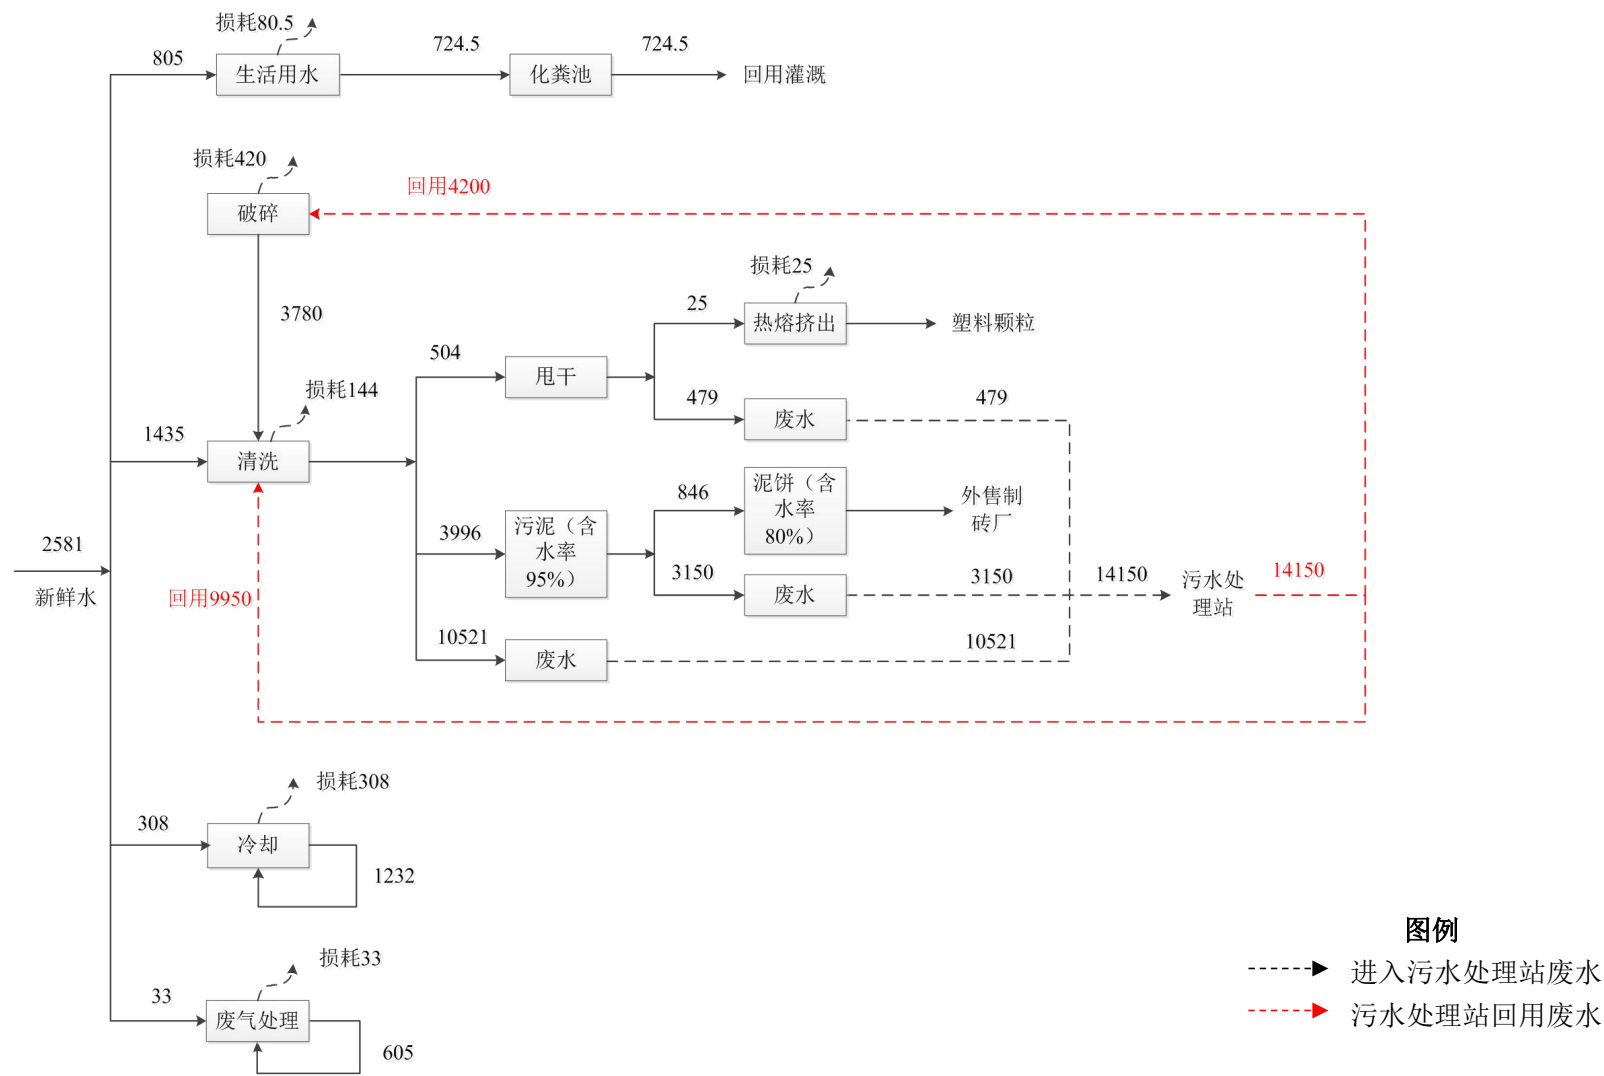 损耗80.5
805
生活用水
724.5
化粪池
724.5
回用灌溉
损耗420
破碎
回用4200
3780
损耗25
25
热熔挤出
塑料颗粒
504
甩干
479
废水
479
损耗144
1435
清洗
846
泥饼（含
水率
80%）
外售制
砖厂
3996
污泥（含
水率
95%）
3150
废水
3150
14150
污水处
理站
14150
2581
新鲜水
回用9950
10521
废水
10521
损耗308
308
冷却
1232
损耗33
33
废气处理
605
图例
进入污水处理站废水
污水处理站回用废水